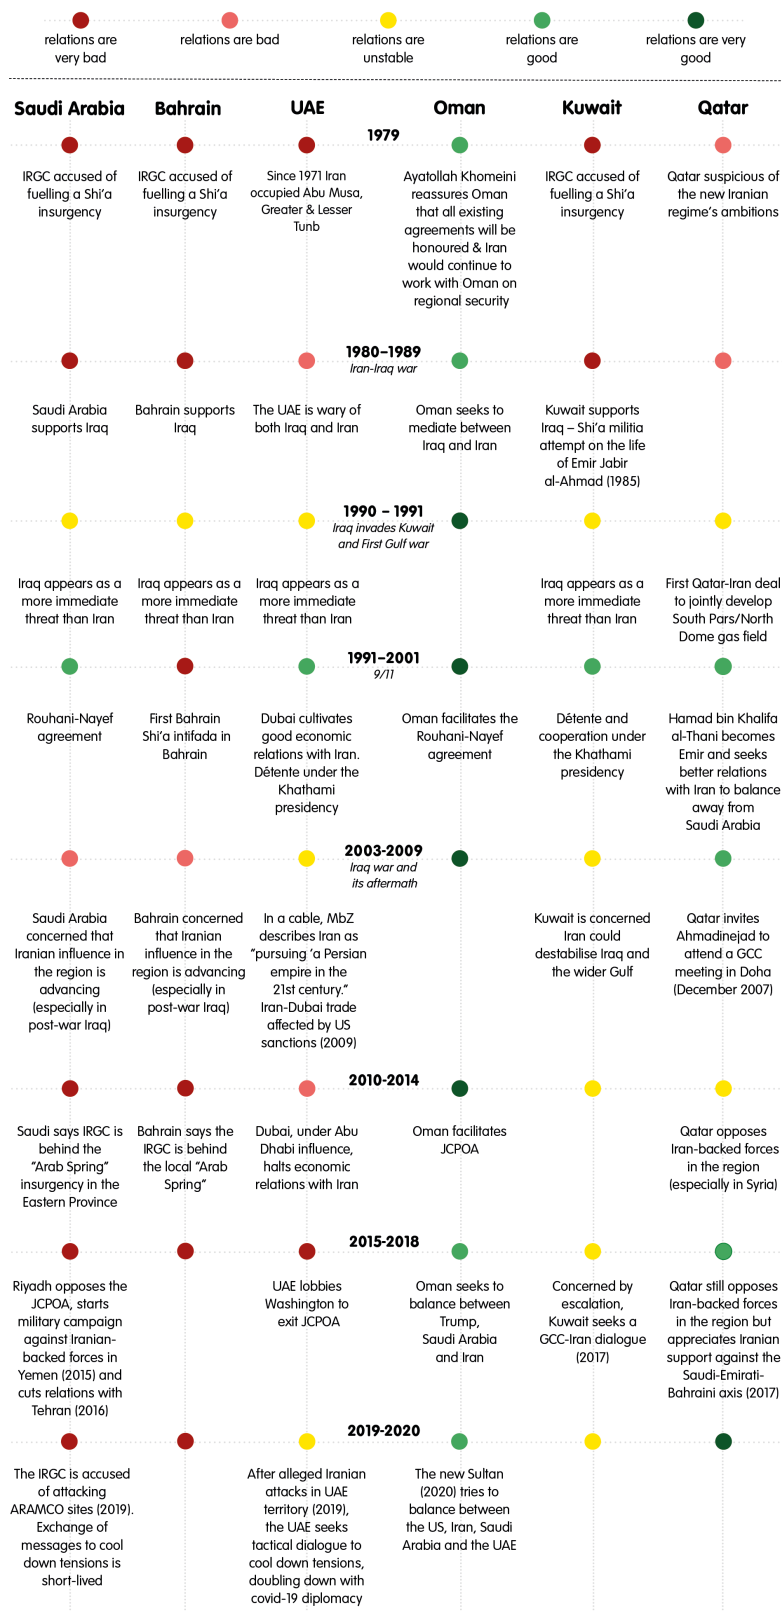 relations are
very bad
relations are bad
relations are
unstable
relations are
good
relations are very
good
Saudi Arabia
Bahrain
UAE
Oman
Kuwait
Qatar
1979
IRGC accused of
fuelling a Shi’a
insurgency
IRGC accused of
fuelling a Shi’a
insurgency
Since 1971 Iran
occupied Abu Musa,
Greater & Lesser
Tunb
Ayatollah Khomeini
reassures Oman
that all existing
agreements will be
honoured & Iran
would continue to
work with Oman on
regional security
IRGC accused of
fuelling a Shi’a
insurgency
Qatar suspicious of
the new Iranian
regime’s ambitions
1980–1989
Iran-Iraq war
Saudi Arabia
supports Iraq
Bahrain supports
Iraq
The UAE is wary of
both Iraq and Iran
Oman seeks to
mediate between
Iraq and Iran
Kuwait supports
Iraq – Shi’a militia
attempt on the life
of Emir Jabir
al-Ahmad (1985)
1990 – 1991
Iraq invades Kuwait
and First Gulf war
Iraq appears as a
more immediate
threat than Iran
Iraq appears as a
more immediate
threat than Iran
Iraq appears as a
more immediate
threat than Iran
Iraq appears as a
more immediate
threat than Iran
First Qatar-Iran deal
to jointly develop
South Pars/North
Dome gas field
1991–2001
9/11
Rouhani-Nayef
agreement
First Bahrain
Shi’a intifada in
Bahrain
Dubai cultivates
good economic
relations with Iran.
Détente under the
Khathami
presidency
Oman facilitates the
Rouhani-Nayef
agreement
Détente and
cooperation under
the Khathami
presidency
Hamad bin Khalifa
al-Thani becomes
Emir and seeks
better relations
with Iran to balance
away from
Saudi Arabia
2003-2009
Iraq war and
its aftermath
Saudi Arabia
concerned that
Iranian influence in
the region is
advancing
(especially in
post-war Iraq)
Bahrain concerned
that Iranian
influence in the
region is advancing
(especially in
post-war Iraq)
In a cable, MbZ
describes Iran as
“pursuing ‘a Persian
empire in the
21st century.”
Iran-Dubai trade
affected by US
sanctions (2009)
Kuwait is concerned
Iran could
destabilise Iraq and
the wider Gulf
Qatar invites
Ahmadinejad to
attend a GCC
meeting in Doha
(December 2007)
2010-2014
Saudi says IRGC is
behind the
“Arab Spring”
insurgency in the
Eastern Province
Bahrain says the
IRGC is behind
the local “Arab
Spring”
Dubai, under Abu
Dhabi influence,
halts economic
relations with Iran
Oman facilitates
JCPOA
Qatar opposes
Iran-backed forces
in the region
(especially in Syria)
2015-2018
Riyadh opposes the
JCPOA, starts
military campaign
against Iranian-
backed forces in
Yemen (2015) and
cuts relations with
Tehran (2016)
UAE lobbies
Washington to
exit JCPOA
Oman seeks to
balance between
Trump,
Saudi Arabia
and Iran
Concerned by
escalation,
Kuwait seeks a
GCC-Iran dialogue
(2017)
Qatar still opposes
Iran-backed forces
in the region but
appreciates Iranian
support against the
Saudi-Emirati-
Bahraini axis (2017)
2019-2020
The IRGC is accused
of attacking
ARAMCO sites (2019).
Exchange of
messages to cool
down tensions is
short-lived
After alleged Iranian
attacks in UAE
territory (2019),
the UAE seeks
tactical dialogue to
cool down tensions,
doubling down with
covid-19 diplomacy
The new Sultan
(2020) tries to
balance between
the US, Iran, Saudi
Arabia and the UAE